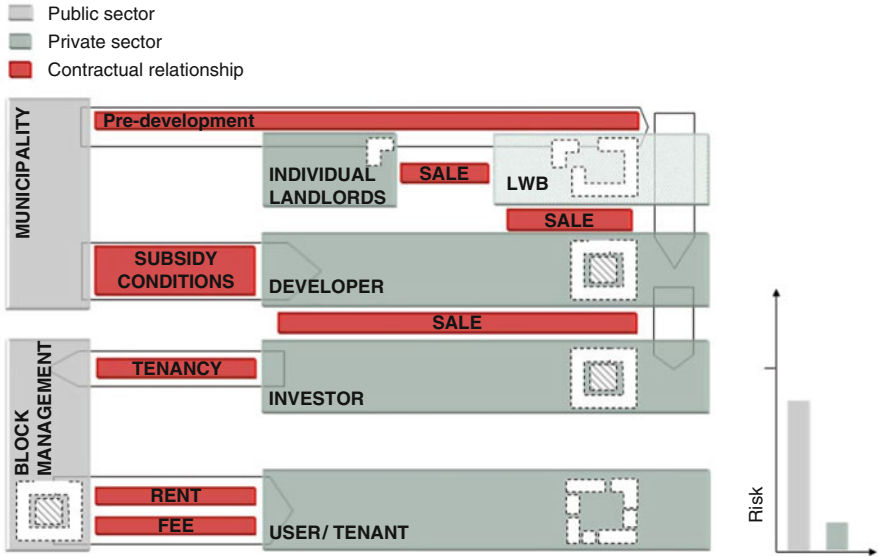 Public sector
Private sector
Contractual relationship
MUNICIPALITY
Pre-development
INDIVIDUAL
LANDLORDS
SALE
LWB
SALE
SUBSIDY
CONDITIONS
DEVELOPER
SALE
BLOCK
MANAGEMENT
TENANCY
INVESTOR
RENT
FEE
USER/ TENANT
Risk